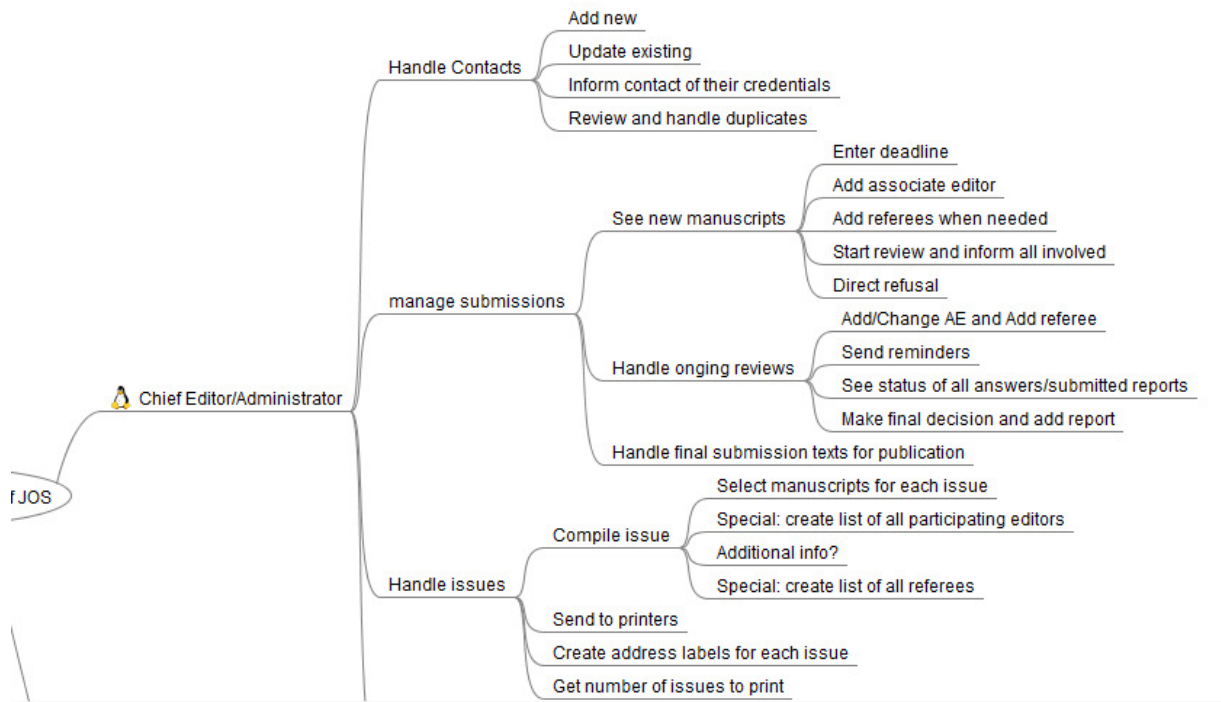 Add new
Update existing
Handle Contacts
Inform contact of their credentials
Review and handle duplicates
Enter deadline
Add associate editor
See new manuscripts
Add referees when needed
Start review and inform all involved
Direct refusal
manage submissions
Add/Change AE and Add referee
Send reminders
Handle onging reviews
See status of all answers/submitted reports
Make final decision and add report
Chief Editor/Administrator
Handle final submission texts for publication
JOS
Select manuscripts for each issue
Special: create list of all participating editors
Compile issue
Additional info?
Special: create list of all referees
Handle issues
Send to printers
Create address labels for each issue
Get number of issues to print